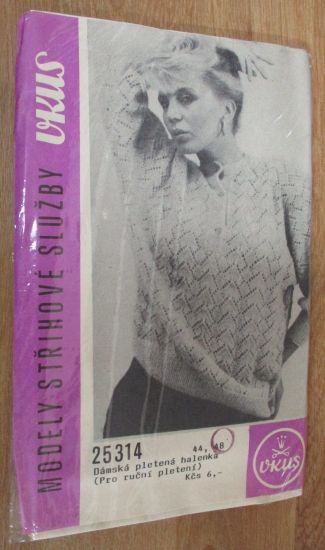 MODELY STŘIHOVÉ SLUŽBY VKUS
25314 44, 48
Dámská pletená halenka
(Pro ruční pletení)
Kčs 6,-
VKUS